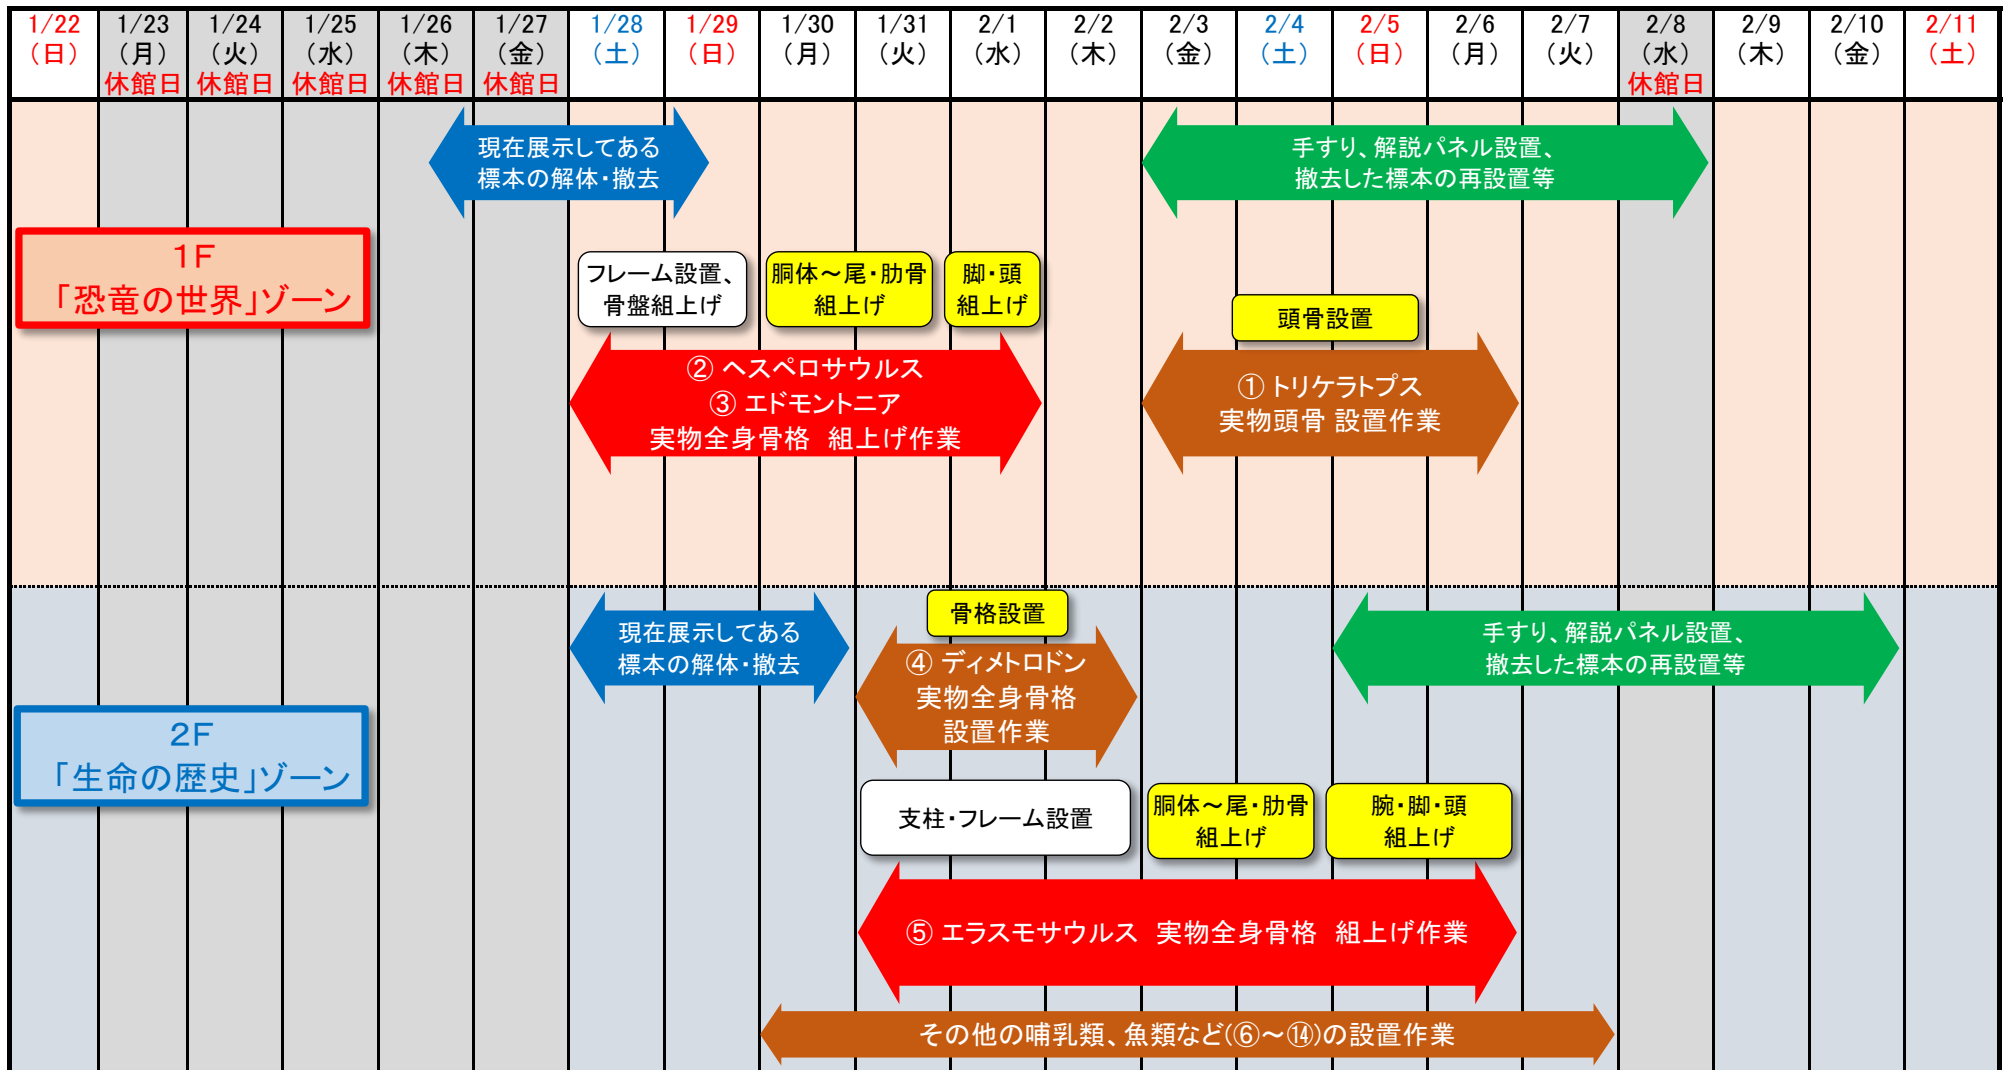 1/22 1/23 1/24 1/25 1/26 1/27 1/28 1/29 1/30 1/31 2/1 2/2 2/3 2/4 2/5 2/6 2/7 2/8 2/9 2/10 2/11
（日） （月） （火） （水） （木） （金） （土） （日） （月） （火） （水） （木） （金） （土） （日） （月） （火） （水） （木） （金） （土）
休館日 休館日 休館日 休館日 休館日 休館日
現在展示してある
標本の解体・撤去
手すり、解説パネル設置、
撤去した標本の再設置等
１Ｆ
「恐竜の世界」ゾーン
フレーム設置、
骨盤組上げ
胴体～尾・肋骨
組上げ
脚・頭
組上げ
頭骨設置
② ヘスペロサウルス
③ エドモントニア
実物全身骨格　組上げ作業
① トリケラトプス
実物頭骨 設置作業
現在展示してある
標本の解体・撤去
骨格設置
④ ディメトロドン
実物全身骨格
設置作業
手すり、解説パネル設置、
撤去した標本の再設置等
２Ｆ
「生命の歴史」ゾーン
支柱・フレーム設置
胴体～尾・肋骨
組上げ
腕・脚・頭
組上げ
⑤ エラスモサウルス　実物全身骨格　組上げ作業
その他の哺乳類、魚類など(⑥～⑭)の設置作業